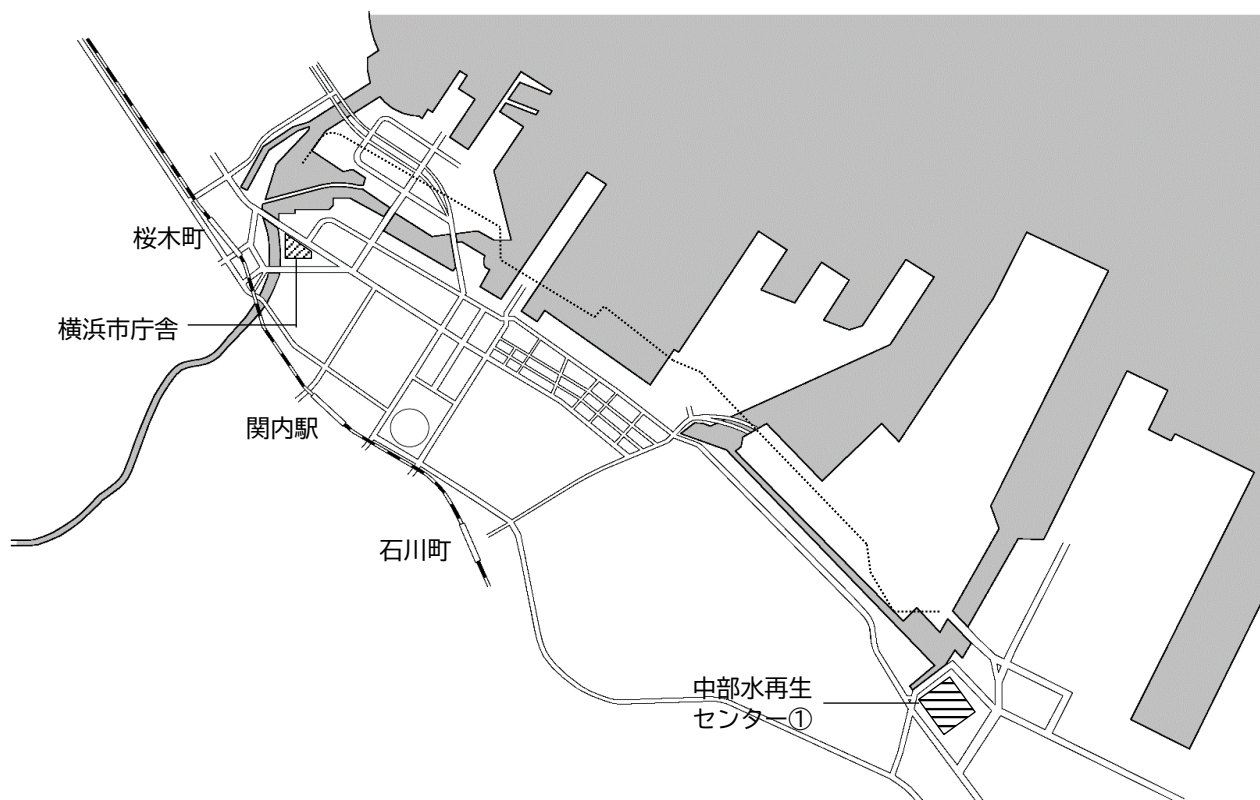 桜木町
横浜市庁舎
関内駅
石川町
中部水再生
センター①